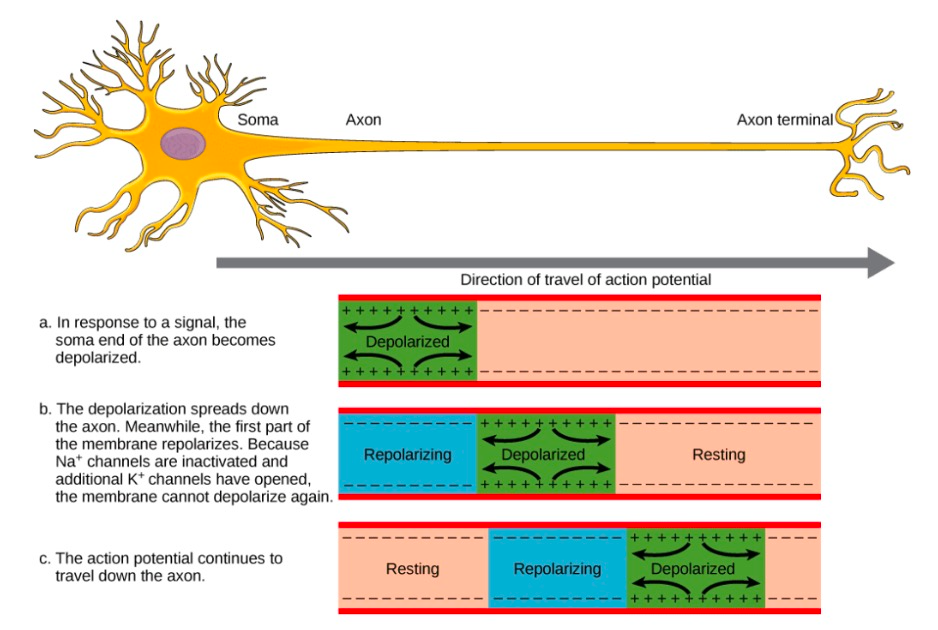 Soma
Axon
Axon terminal
Direction of travel of action potential
a. In response to a signal, the
soma end of the axon becomes
depolarized.
+ + + + + + + + + +
Depolarized
+ + + + + + + + + +
b. The depolarization spreads down
the axon. Meanwhile, the first part of
the membrane repolarizes. Because
Na⁺ channels are inactivated and
additional K⁺ channels have opened,
the membrane cannot depolarize again.
+ + + + + + + + + +
Repolarizing
Depolarized
Resting
+ + + + + + + + + +
c. The action potential continues to
travel down the axon.
+ + + + + + + + + +
Resting
Repolarizing
Depolarized
+ + + + + + + + + +